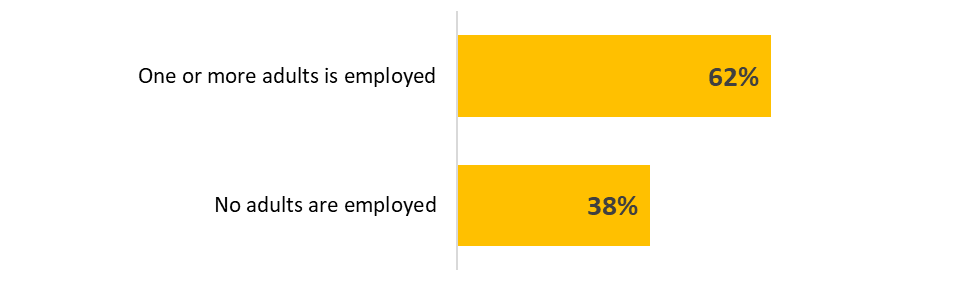 One or more adults is employed
62%
No adults are employed
38%